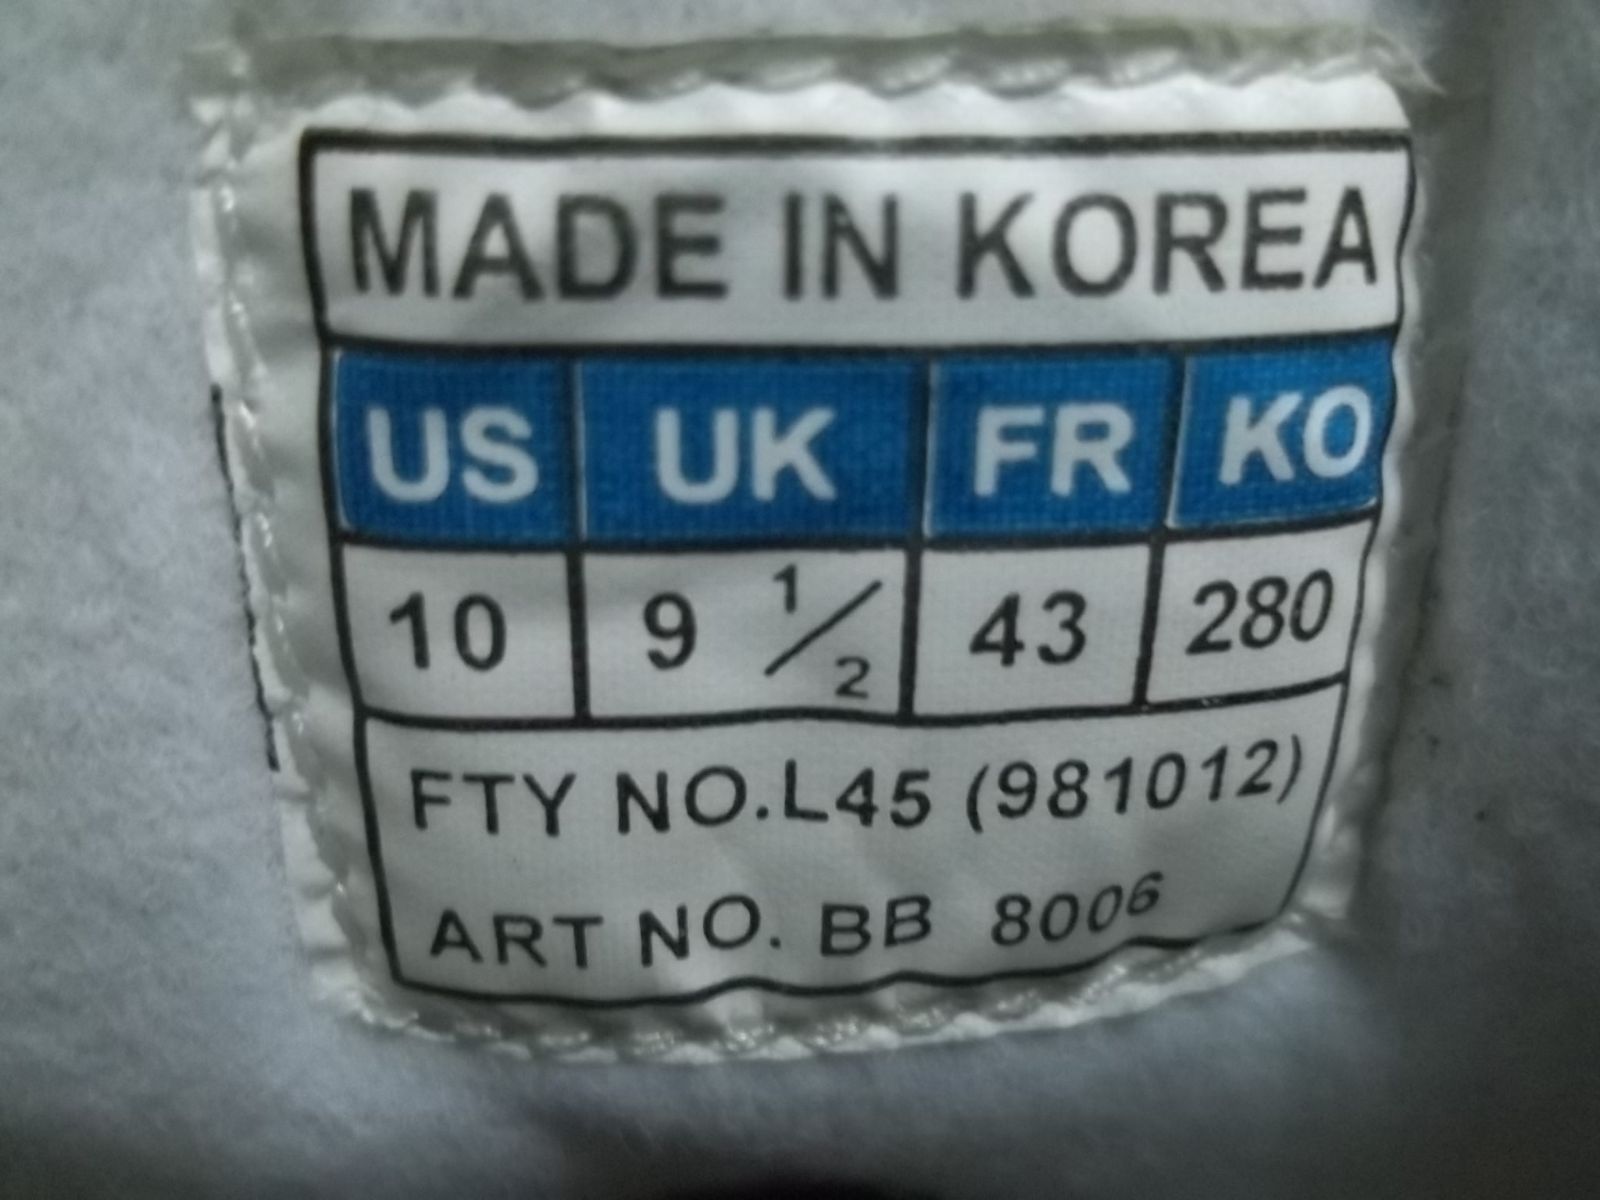 MADE IN KOREA
US UK FR KO
10 9 1/2 43 280
FTY NO.L45 (981012)
ART NO. BB 8006